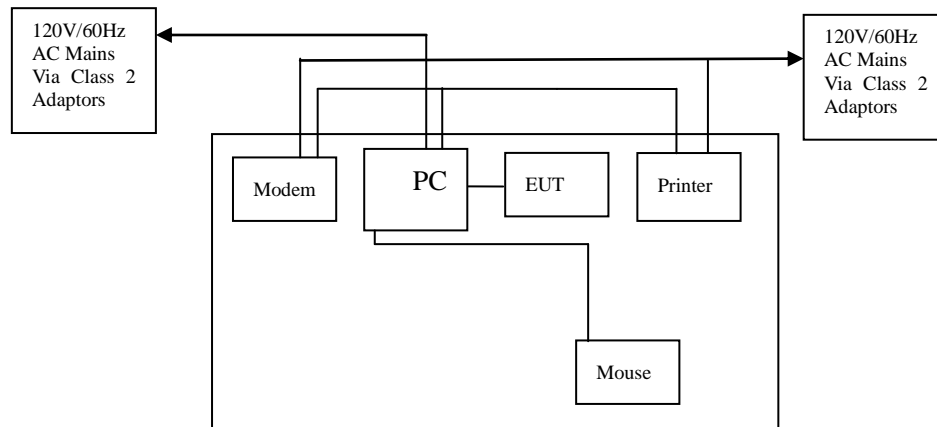 120V/60Hz
AC Mains
Via Class 2
Adaptors
120V/60Hz
AC Mains
Via Class 2
Adaptors
Modem
PC
EUT
Printer
Mouse